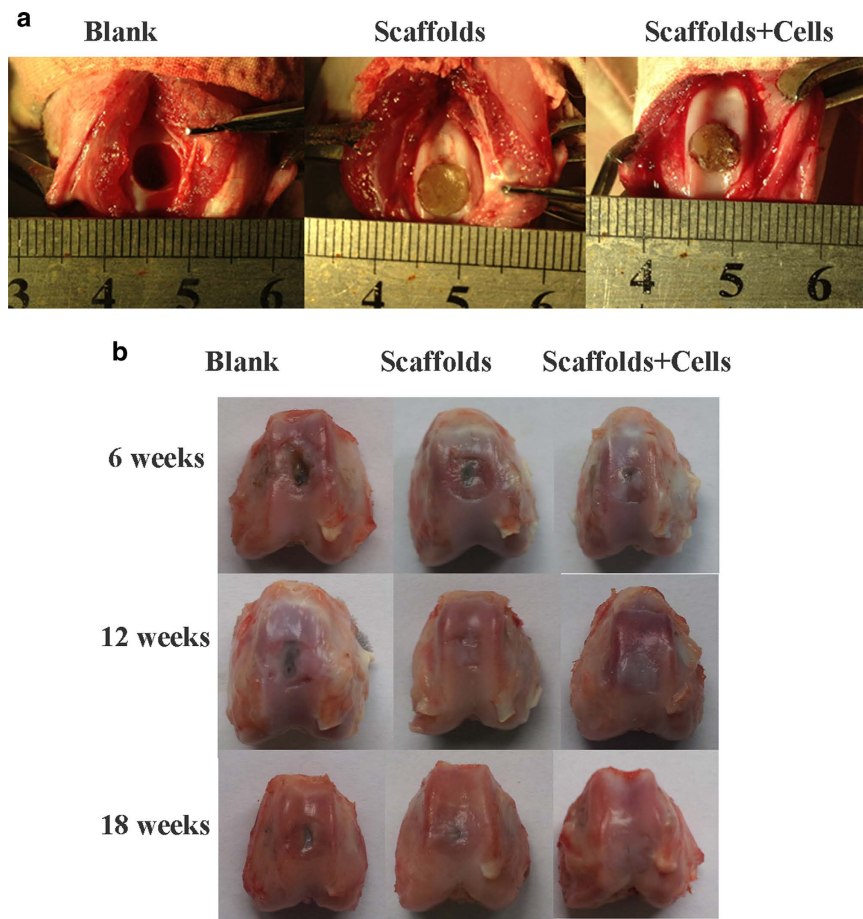 a
Blank Scaffolds Scaffolds+Cells
3 4 5 6
4 5 6
4 5 6
b
Blank Scaffolds Scaffolds+Cells
6 weeks
12 weeks
18 weeks